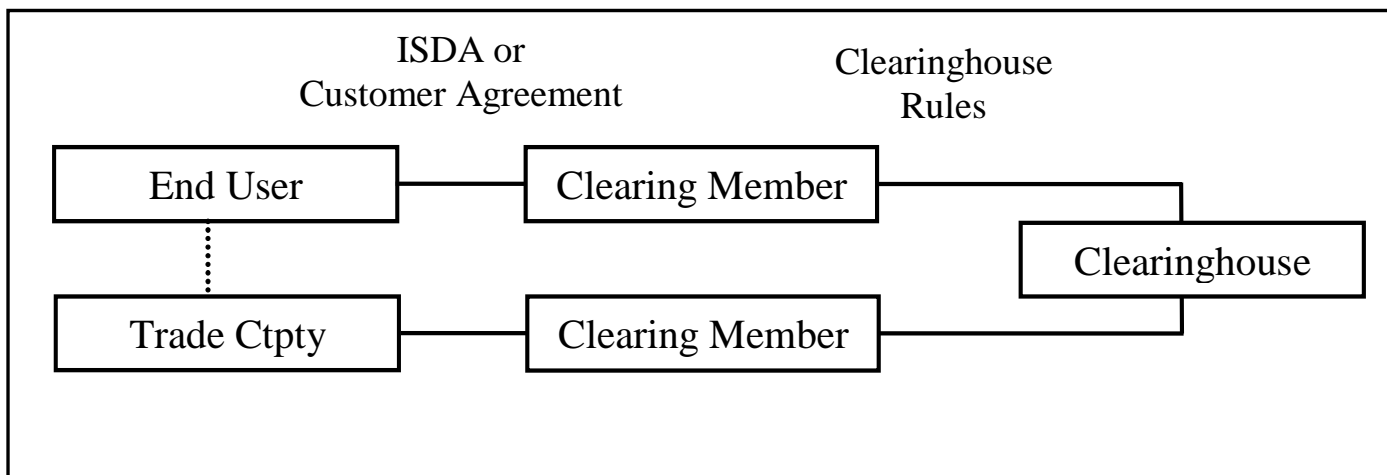 ISDA or
Customer Agreement
Clearinghouse
Rules
End User
Clearing Member
Clearinghouse
Trade Ctpty
Clearing Member